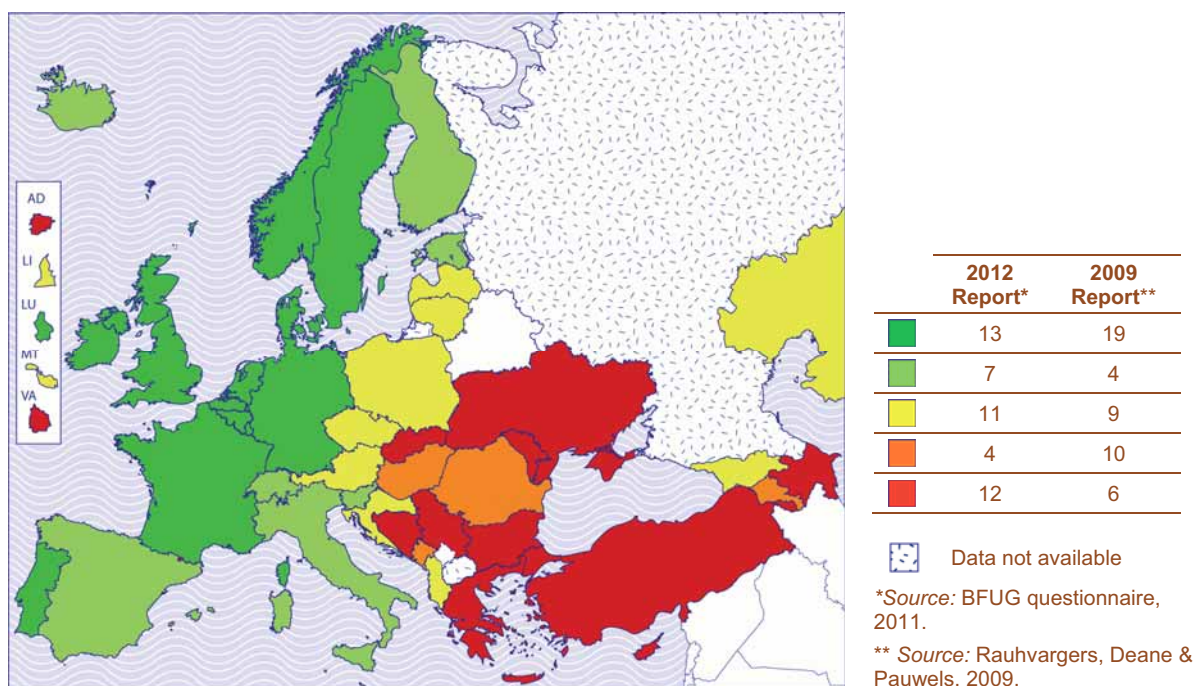 AD
LI
LU
MT
VA
2012 Report* 2009 Report**
13 19
7 4
11 9
4 10
12 6
Data not available
*Source: BFUG questionnaire,
2011.
** Source: Rauhvargers, Deane &
Pauwels, 2009.